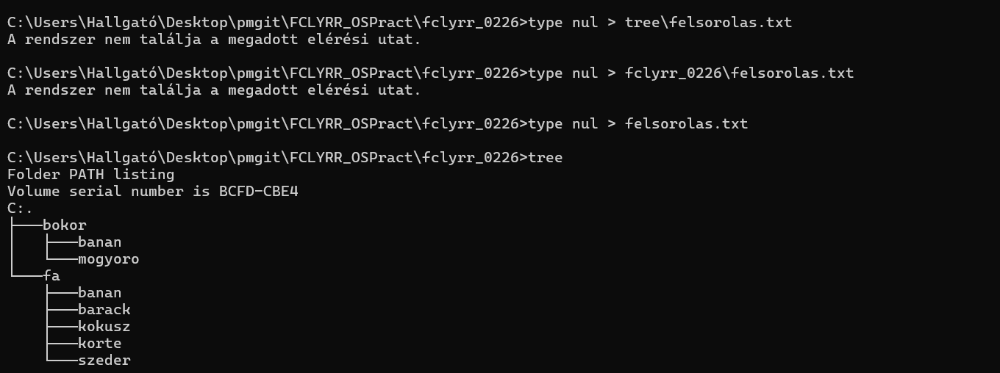 C:\Users\Hallgató\Desktop\pmgit\FCLYRR_OSPract\fclyrr_0226>type nul > tree\felsorolas.txt
A rendszer nem találja a megadott elérési utat.
C:\Users\Hallgató\Desktop\pmgit\FCLYRR_OSPract\fclyrr_0226>type nul > fclyrr_0226\felsorolas.txt
A rendszer nem találja a megadott elérési utat.
C:\Users\Hallgató\Desktop\pmgit\FCLYRR_OSPract\fclyrr_0226>type nul > felsorolas.txt
C:\Users\Hallgató\Desktop\pmgit\FCLYRR_OSPract\fclyrr_0226>tree
Folder PATH listing
Volume serial number is BCFD-CBE4
C:.
├───bokor
│   ├───banan
│   └───mogyoro
└───fa
    ├───banan
    ├───barack
    ├───kokusz
    ├───korte
    └───szeder